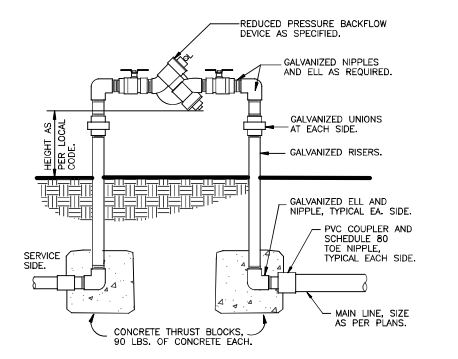 REDUCED PRESSURE BACKFLOW
DEVICE AS SPECIFIED.
GALVANIZED NIPPLES
AND ELL AS REQUIRED.
HEIGHT AS
PER LOCAL
CODE.
GALVANIZED UNIONS
AT EACH SIDE.
GALVANIZED RISERS.
GALVANIZED ELL AND
NIPPLE, TYPICAL EA. SIDE.
PVC COUPLER AND
SCHEDULE 80
TOE NIPPLE,
TYPICAL EACH SIDE.
SERVICE
SIDE.
MAIN LINE, SIZE
AS PER PLANS.
CONCRETE THRUST BLOCKS,
90 LBS. OF CONCRETE EACH.